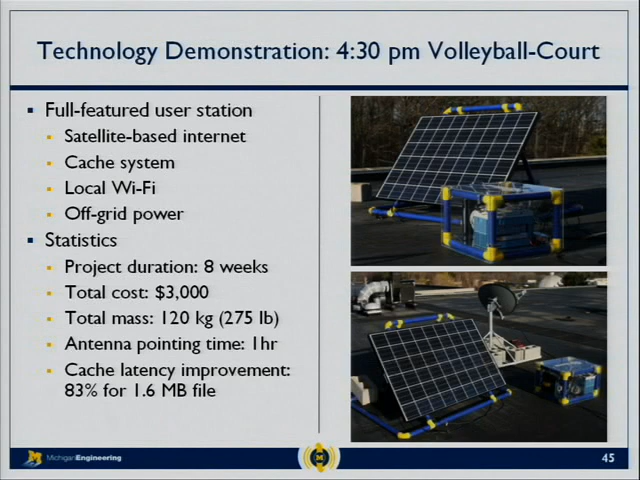 Technology Demonstration: 4:30 pm Volleyball-Court
Full-featured user station
Satellite-based internet
Cache system
Local Wi-Fi
Off-grid power
Statistics
Project duration: 8 weeks
Total cost: $3,000
Total mass: 120 kg (275 lb)
Antenna pointing time: 1hr
Cache latency improvement:
83% for 1.6 MB file
MichiganEngineering
M
45